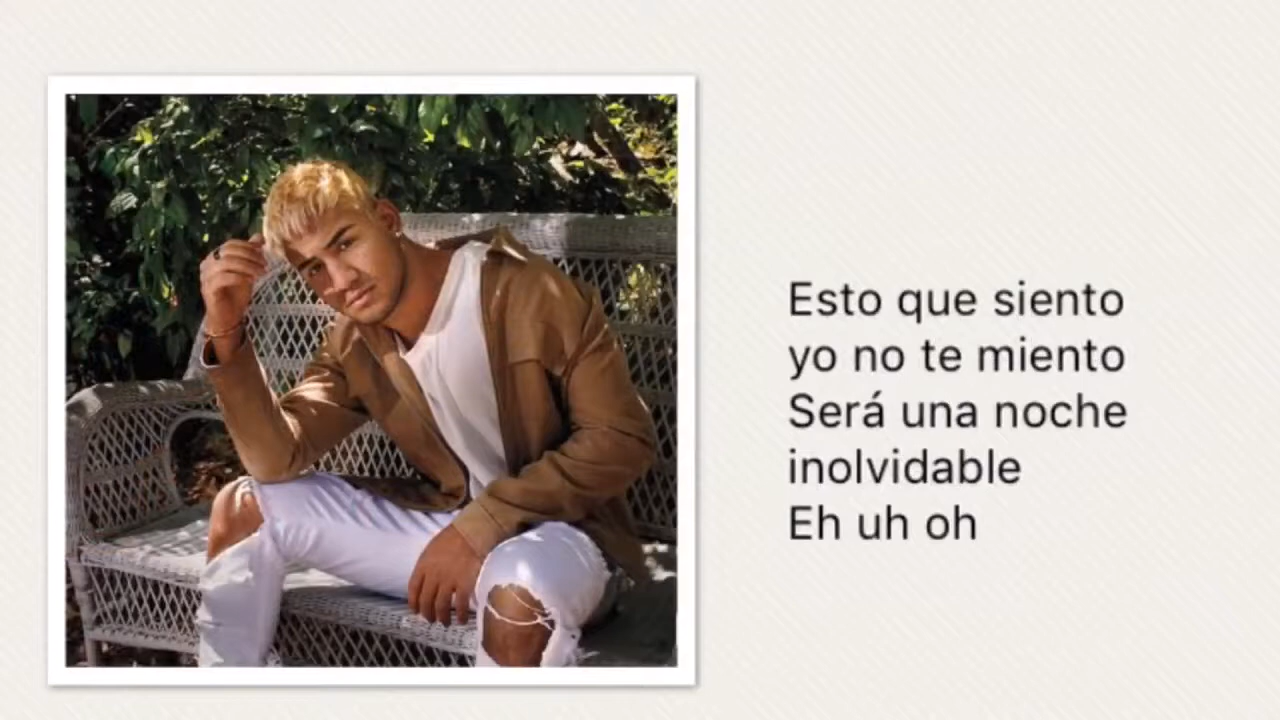 Esto que siento
yo no te miento
Será una noche
inolvidable
Eh uh oh